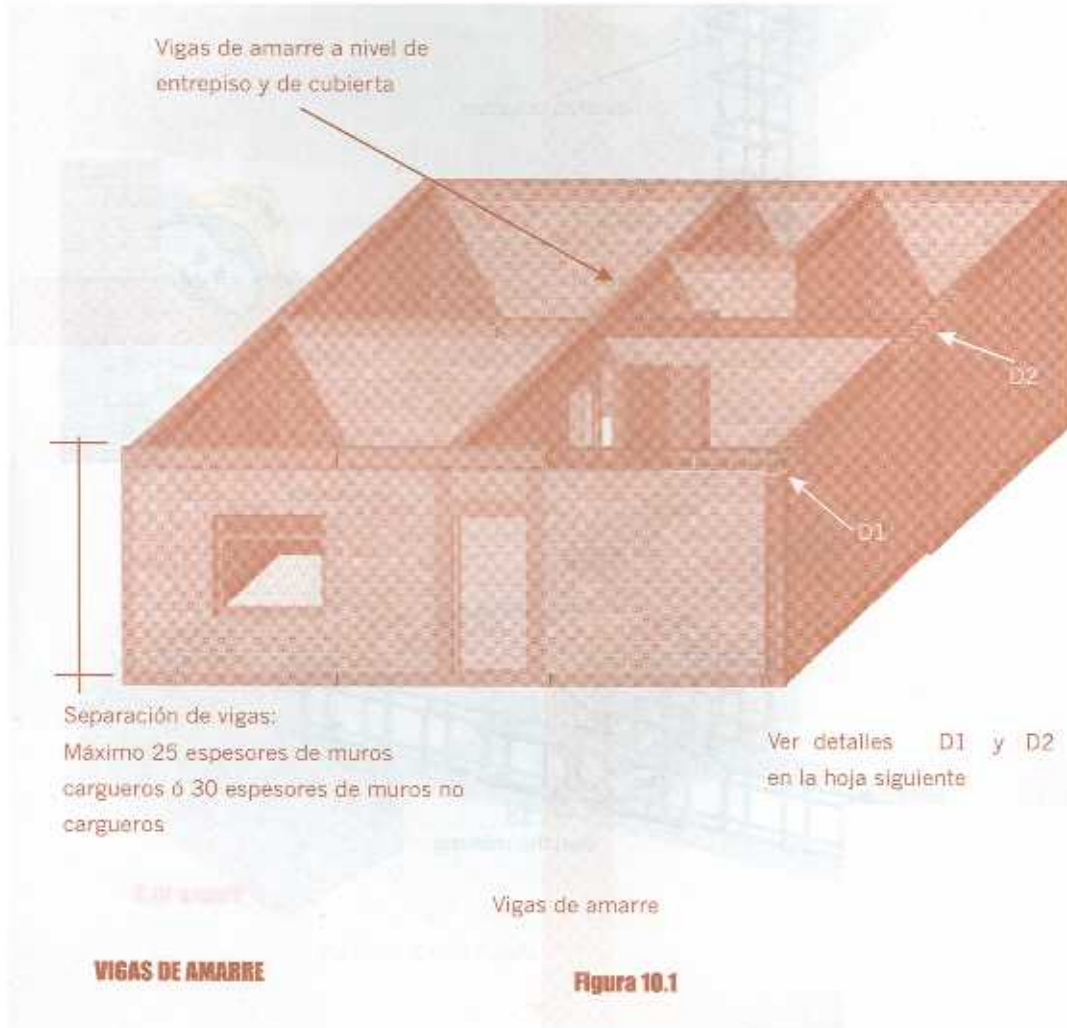 Vigas de amarre a nivel de
entrepiso y de cubierta
D2
D1
Separación de vigas:
Máximo 25 espesores de muros
cargueros ó 30 espesores de muros no
cargueros
Ver detalles D1 y D2
en la hoja siguiente
Vigas de amarre
VIGAS DE AMARRE
Figura 10.1